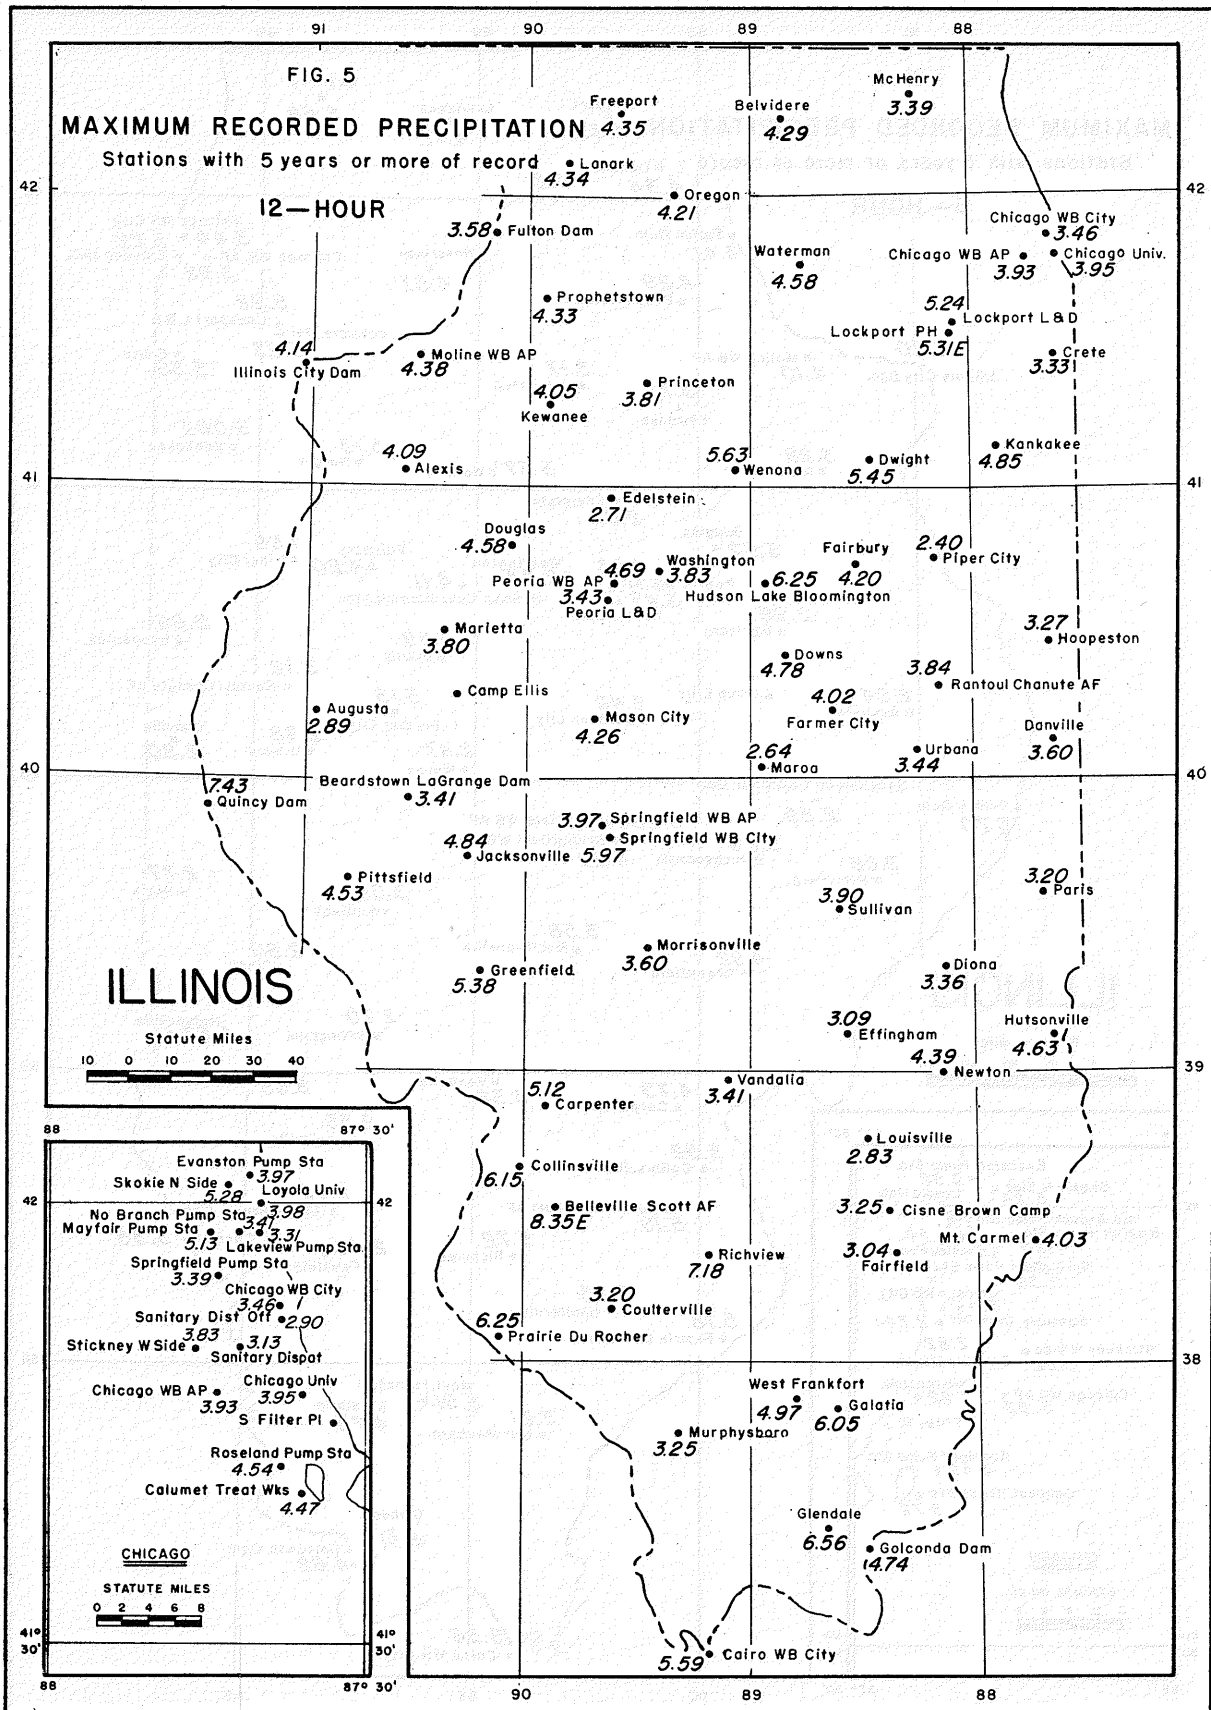 91 90 89 88
FIG. 5
MAXIMUM RECORDED PRECIPITATION
Stations with 5 years or more of record
12—HOUR
McHenry
3.39
Freeport
4.35
Belvidere
4.29
Lanark
4.34
42 42
Oregon
4.21
3.58 Fulton Dam
Chicago WB City
3.46
Chicago WB AP
3.93
Chicago Univ.
3.95
Waterman
4.58
Prophetstown
4.33
5.24
Lockport L&D
Lockport PH
5.31E
4.14
Illinois City Dam
Moline WB AP
4.38
Crete
3.33
Princeton
3.81
4.05
Kewanee
4.09
Alexis
5.63
Wenona
Dwight
5.45
Kankakee
4.85
41 41
Edelstein
2.71
Douglas
4.58
Washington
3.83
4.69
Peoria WB AP
3.43
Peoria L&D
6.25
Hudson Lake Bloomington
Fairbury
4.20
2.40
Piper City
Marietta
3.80
3.27
Hoopeston
Downs
4.78
3.84
Rantoul Chanute AF
Camp Ellis
Augusta
2.89
Mason City
4.26
4.02
Farmer City
Danville
3.60
Urbana
3.44
2.64
Maroa
40 40
7.43
Quincy Dam
Beardstown LaGrange Dam
3.41
3.97 Springfield WB AP
Springfield WB City
5.97
4.84
Jacksonville
Pittsfield
4.53
3.90
Sullivan
3.20
Paris
Morrisonville
3.60
Greenfield
5.38
Diona
3.36
ILLINOIS
Statute Miles
10 0 10 20 30 40
3.09
Effingham
Hutsonville
4.63
4.39
Newton
39
Vandalia
3.41
5.12
Carpenter
Louisville
2.83
Collinsville
6.15
Belleville Scott AF
8.35E
3.25
Cisne Brown Camp
Mt. Carmel 4.03
Richview
7.18
3.04
Fairfield
3.20
Coulterville
6.25
Prairie Du Rocher
38
West Frankfort
4.97
Galatia
6.05
Murphysboro
3.25
Glendale
6.56
Golconda Dam
4.74
5.59 Cairo WB City
88 87° 30'
Evanston Pump Sta
3.97
Skokie N Side
5.28
Loyola Univ
3.98
42 42
No Branch Pump Sta.
3.41
Mayfair Pump Sta
5.13
3.31
Lakeview Pump Sta.
Springfield Pump Sta
3.39
Chicago WB City
3.46
Sanitary Dist Off
2.90
3.83
Stickney W Side
3.13
Sanitary Dispat
Chicago WB AP
3.93
Chicago Univ
3.95
S Filter Pl
Roseland Pump Sta
4.54
Calumet Treat Wks
4.47
CHICAGO
STATUTE MILES
0 2 4 6 8
41° 30' 41° 30'
88 87° 30' 90 89 88